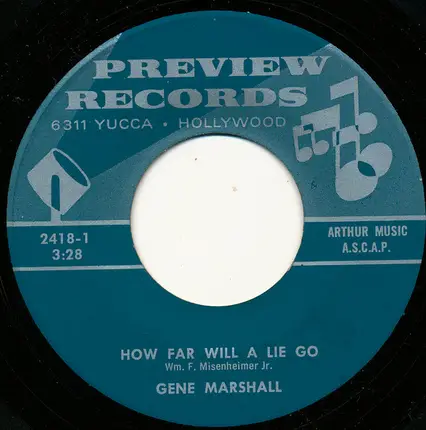 PREVIEW
RECORDS
6311 YUCCA • HOLLYWOOD
2418-1
3:28
ARTHUR MUSIC
A.S.C.A.P.
HOW FAR WILL A LIE GO
Wm. F. Misenheimer Jr.
GENE MARSHALL